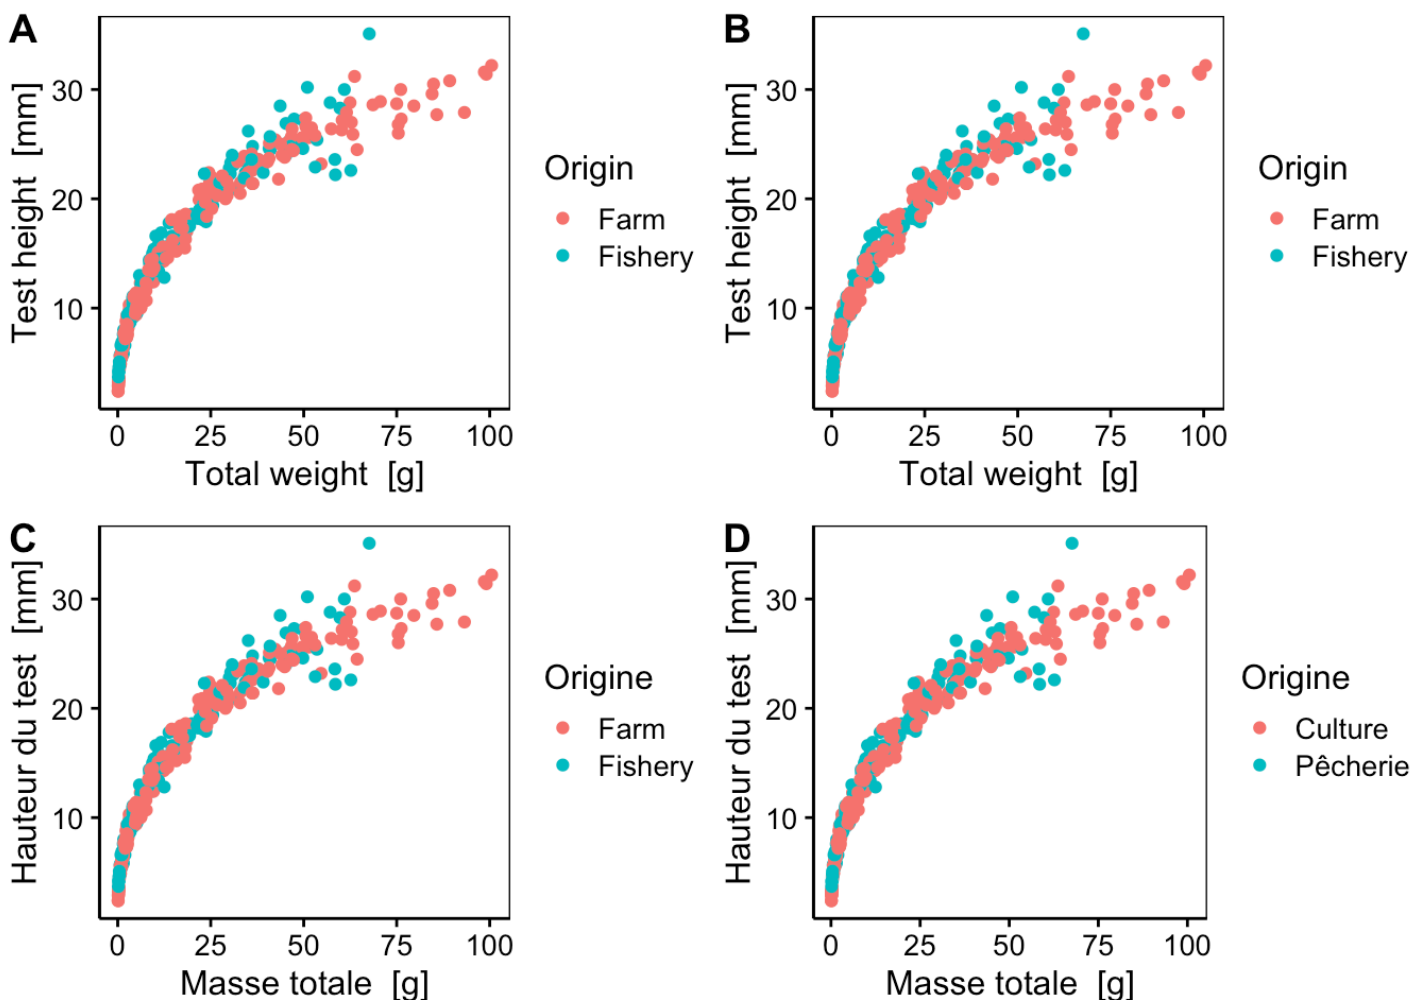 A
Test height [mm]
30
20
10
0 25 50 75 100
Total weight [g]
Origin
Farm
Fishery
B
Test height [mm]
30
20
10
0 25 50 75 100
Total weight [g]
Origin
Farm
Fishery
C
Hauteur du test [mm]
30
20
10
0 25 50 75 100
Masse totale [g]
Origine
Farm
Fishery
D
Hauteur du test [mm]
30
20
10
0 25 50 75 100
Masse totale [g]
Origine
Culture
Pêcherie